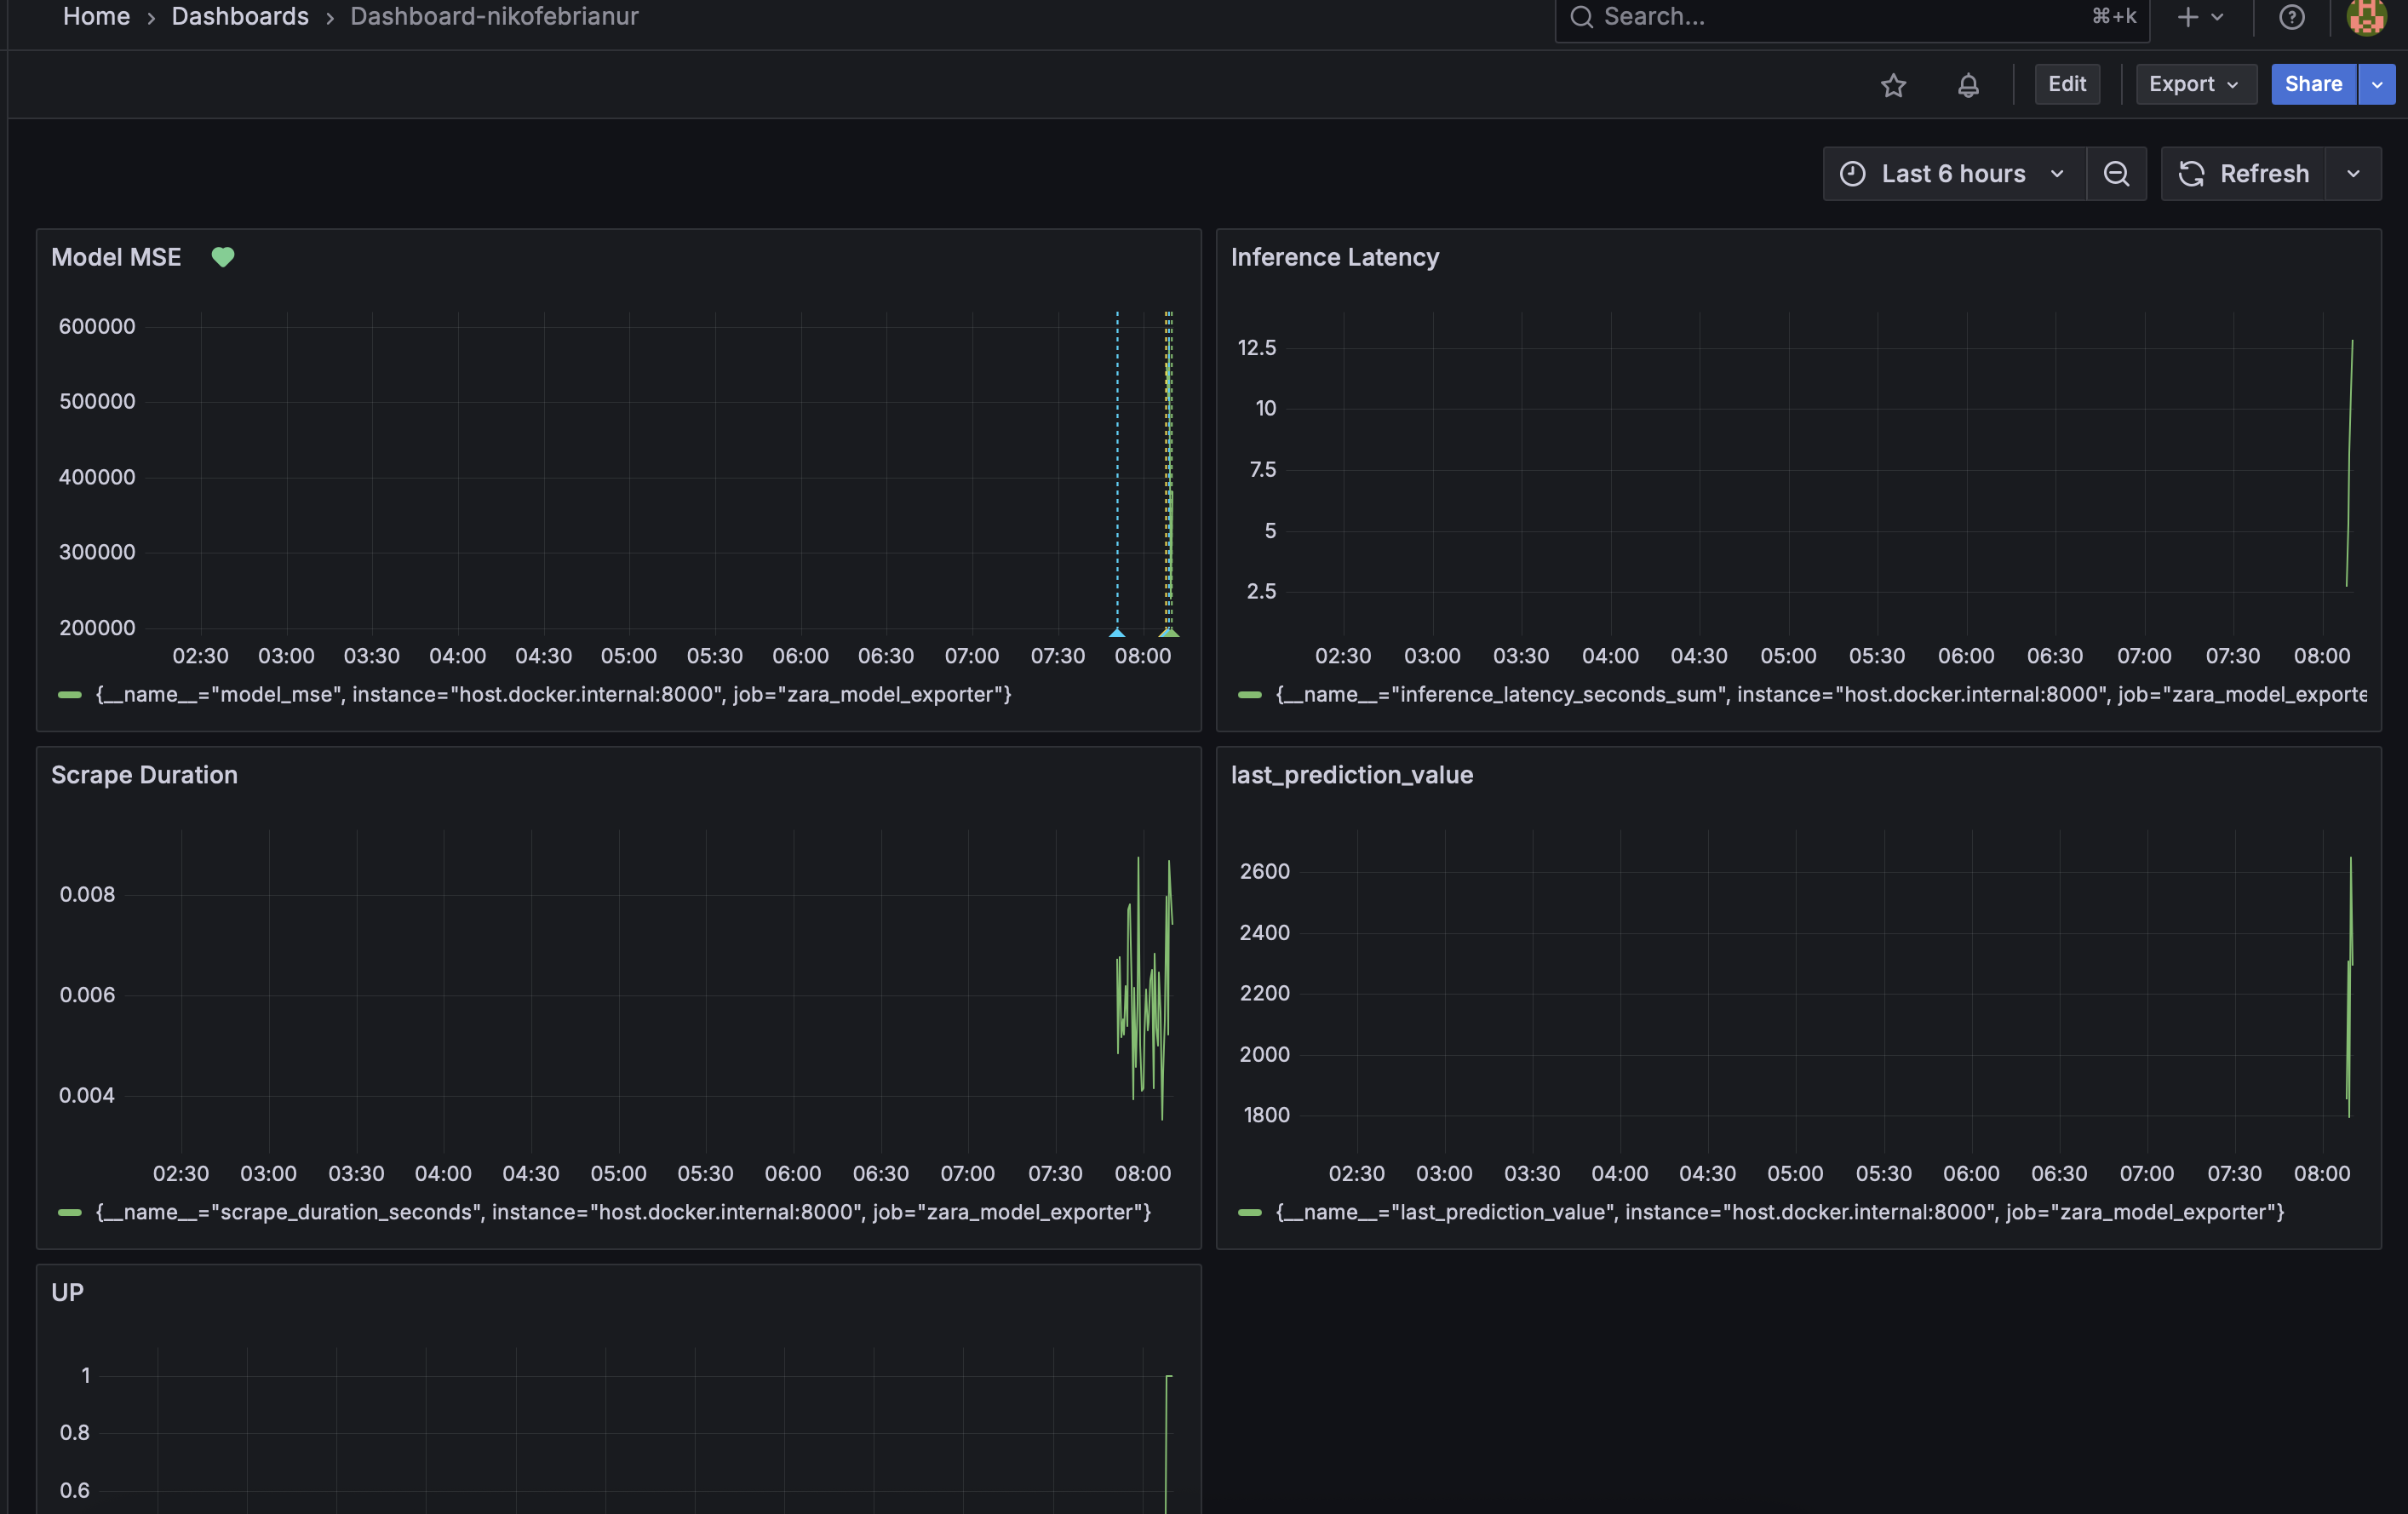 Home › Dashboards › Dashboard-nikofebrianur
Search... ⌘+k
Edit Export Share
Last 6 hours Refresh
Model MSE
600000
500000
400000
300000
200000
02:30 03:00 03:30 04:00 04:30 05:00 05:30 06:00 06:30 07:00 07:30 08:00
{__name__="model_mse", instance="host.docker.internal:8000", job="zara_model_exporter"}
Inference Latency
12.5
10
7.5
5
2.5
02:30 03:00 03:30 04:00 04:30 05:00 05:30 06:00 06:30 07:00 07:30 08:00
{__name__="inference_latency_seconds_sum", instance="host.docker.internal:8000", job="zara_model_exporte
Scrape Duration
0.008
0.006
0.004
02:30 03:00 03:30 04:00 04:30 05:00 05:30 06:00 06:30 07:00 07:30 08:00
{__name__="scrape_duration_seconds", instance="host.docker.internal:8000", job="zara_model_exporter"}
last_prediction_value
2600
2400
2200
2000
1800
02:30 03:00 03:30 04:00 04:30 05:00 05:30 06:00 06:30 07:00 07:30 08:00
{__name__="last_prediction_value", instance="host.docker.internal:8000", job="zara_model_exporter"}
UP
1
0.8
0.6